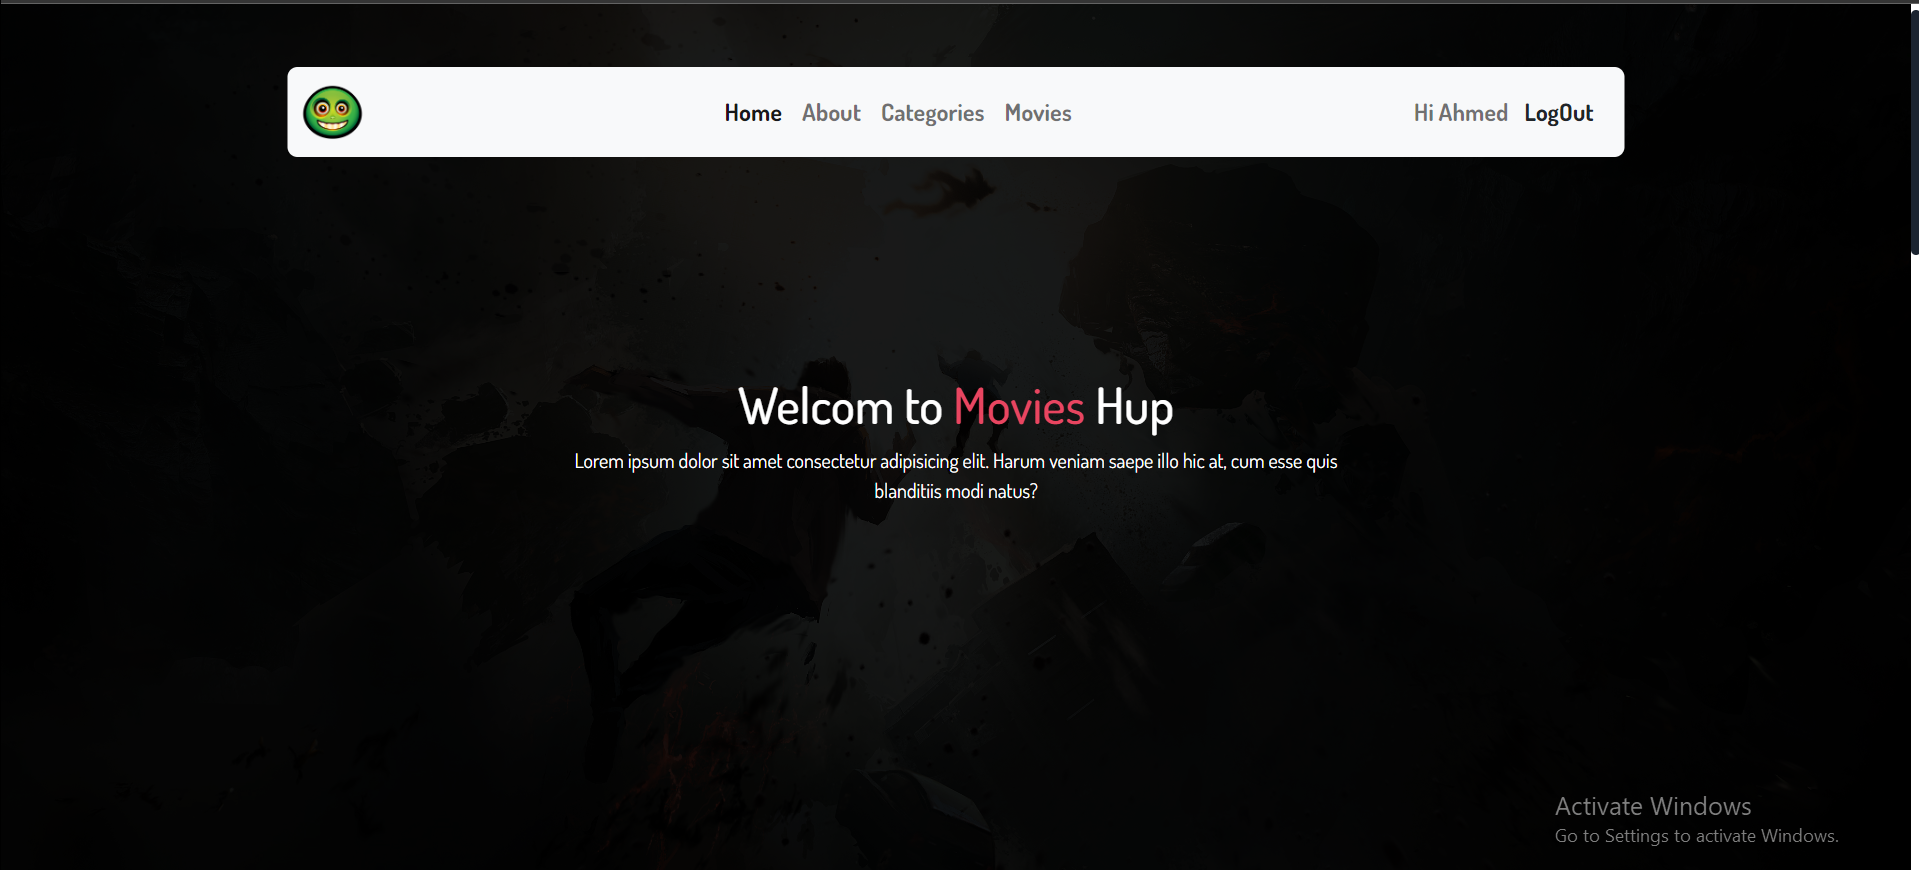 Home About Categories Movies Hi Ahmed LogOut
Welcom to Movies Hup
Lorem ipsum dolor sit amet consectetur adipisicing elit. Harum veniam saepe illo hic at, cum esse quis
blanditiis modi natus?
Activate Windows
Go to Settings to activate Windows.